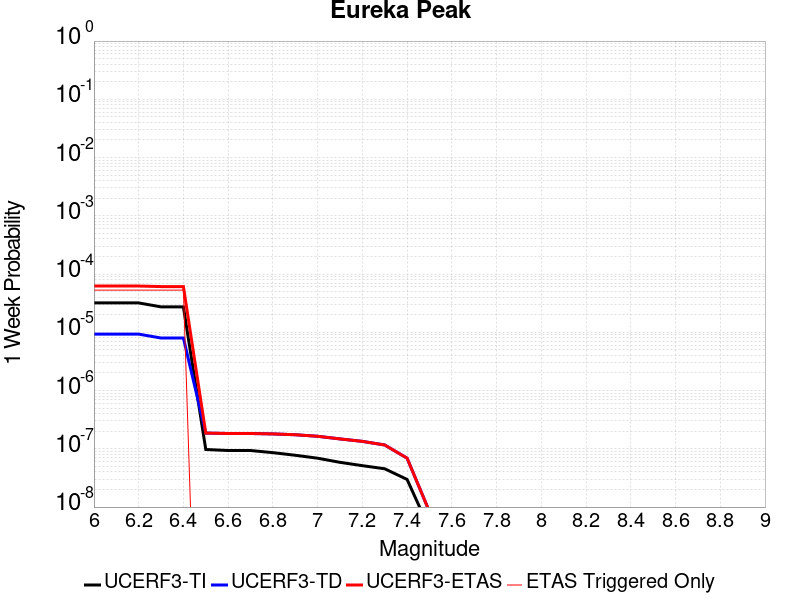 Eureka Peak
10^0
10^-1
10^-2
10^-3
10^-4
10^-5
10^-6
10^-7
10^-8
1 Week Probability
6 6.2 6.4 6.6 6.8 7 7.2 7.4 7.6 7.8 8 8.2 8.4 8.6 8.8 9
Magnitude
UCERF3-TI UCERF3-TD UCERF3-ETAS ETAS Triggered Only